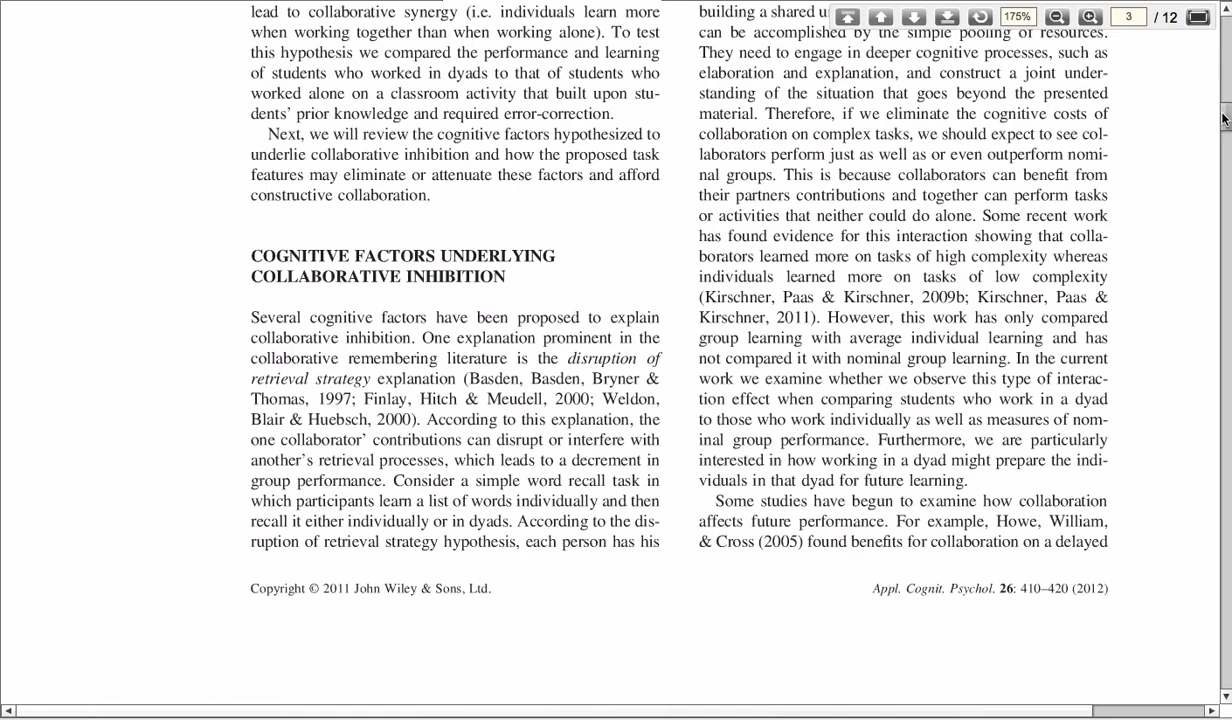 lead to collaborative synergy (i.e. individuals learn more
when working together than when working alone). To test
this hypothesis we compared the performance and learning
of students who worked in dyads to that of students who
worked alone on a classroom activity that built upon stu-
dents' prior knowledge and required error-correction.
Next, we will review the cognitive factors hypothesized to
underlie collaborative inhibition and how the proposed task
features may eliminate or attenuate these factors and afford
constructive collaboration.
COGNITIVE FACTORS UNDERLYING
COLLABORATIVE INHIBITION
Several cognitive factors have been proposed to explain
collaborative inhibition. One explanation prominent in the
collaborative remembering literature is the disruption of
retrieval strategy explanation (Basden, Basden, Bryner &
Thomas, 1997; Finlay, Hitch & Meudell, 2000; Weldon,
Blair & Huebsch, 2000). According to this explanation, the
one collaborator' contributions can disrupt or interfere with
another's retrieval processes, which leads to a decrement in
group performance. Consider a simple word recall task in
which participants learn a list of words individually and then
recall it either individually or in dyads. According to the dis-
ruption of retrieval strategy hypothesis, each person has his
building a shared
can be accomplished by the simple pooling of resources.
They need to engage in deeper cognitive processes, such as
elaboration and explanation, and construct a joint under-
standing of the situation that goes beyond the presented
material. Therefore, if we eliminate the cognitive costs of
collaboration on complex tasks, we should expect to see col-
laborators perform just as well as or even outperform nomi-
nal groups. This is because collaborators can benefit from
their partners contributions and together can perform tasks
or activities that neither could do alone. Some recent work
has found evidence for this interaction showing that colla-
borators learned more on tasks of high complexity whereas
individuals learned more on tasks of low complexity
(Kirschner, Paas & Kirschner, 2009b; Kirschner, Paas &
Kirschner, 2011). However, this work has only compared
group learning with average individual learning and has
not compared it with nominal group learning. In the current
work we examine whether we observe this type of interac-
tion effect when comparing students who work in a dyad
to those who work individually as well as measures of nom-
inal group performance. Furthermore, we are particularly
interested in how working in a dyad might prepare the indi-
viduals in that dyad for future learning.
Some studies have begun to examine how collaboration
affects future performance. For example, Howe, William,
& Cross (2005) found benefits for collaboration on a delayed
Copyright © 2011 John Wiley & Sons, Ltd.
Appl. Cognit. Psychol. 26: 410–420 (2012)
175%
3 / 12